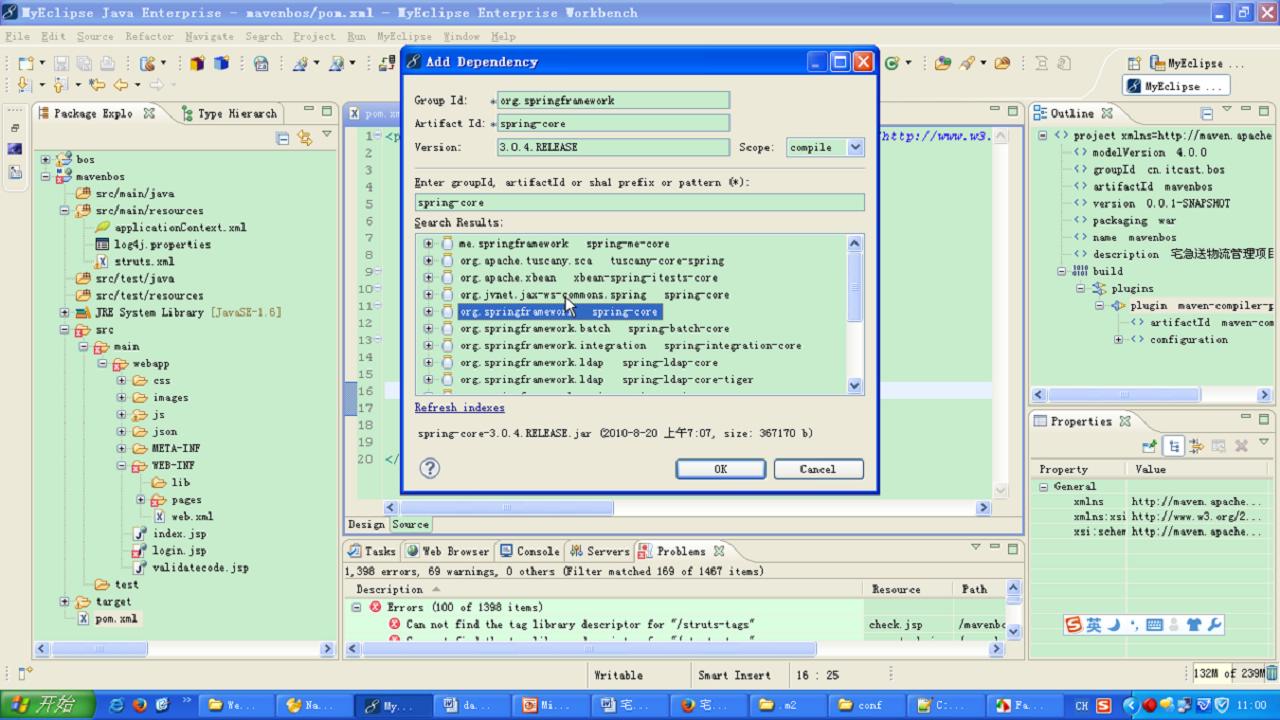 MyEclipse Java Enterprise - mavenbos/pom.xml - MyEclipse Enterprise Workbench
File Edit Source Refactor Navigate Search Project Run MyEclipse Window Help
MyEclipse ...
MyEclipse ...
Package Explo
Type Hierarch
bos
mavenbos
src/main/java
src/main/resources
applicationContext.xml
log4j.properties
struts.xml
src/test/java
src/test/resources
JRE System Library [JavaSE-1.6]
src
main
webapp
css
images
js
json
META-INF
WEB-INF
lib
pages
web.xml
index.jsp
login.jsp
validatecode.jsp
test
target
pom.xml
1 <p
http://www.w3.
2
3
4
5
6
7
8
9
10
11
12
13
14
15
16
17
18
19
20 </
Design Source
Add Dependency
Group Id: *org.springframework
Artifact Id: *spring-core
Version: 3.0.4.RELEASE Scope: compile
Enter groupId, artifactId or sha1 prefix or pattern (*):
spring-core
Search Results:
me.springframework spring-me-core
org.apache.tuscany.sca tuscany-core-spring
org.apache.xbean xbean-spring-itests-core
org.jvnet.jax-ws-commons.spring spring-core
org.springframework spring-core
org.springframework.batch spring-batch-core
org.springframework.integration spring-integration-core
org.springframework.ldap spring-ldap-core
org.springframework.ldap spring-ldap-core-tiger
Refresh indexes
spring-core-3.0.4.RELEASE.jar (2010-8-20 上午7:07, size: 367170 b)
OK Cancel
Outline
project xmlns=http://maven.apache
modelVersion 4.0.0
groupId cn.itcast.bos
artifactId mavenbos
version 0.0.1-SNAPSHOT
packaging war
name mavenbos
description 宅急送物流管理项目
build
plugins
plugin maven-compiler-p
artifactId maven-com
configuration
Properties
Property Value
General
xmlns http://maven.apache...
xmlns:xsi http://www.w3.org/2...
xsi:schem http://maven.apache...
Tasks Web Browser Console Servers Problems
1,398 errors, 69 warnings, 0 others (Filter matched 169 of 1467 items)
Description Resource Path
Errors (100 of 1398 items)
Can not find the tag library descriptor for "/struts-tags" check.jsp /mavenbo
英
Writable Smart Insert 16 : 25 132M of 239M
开始 We... Na... My... da... Mi... 宅... 宅... .m2 conf C:... Fa... CH 11:00